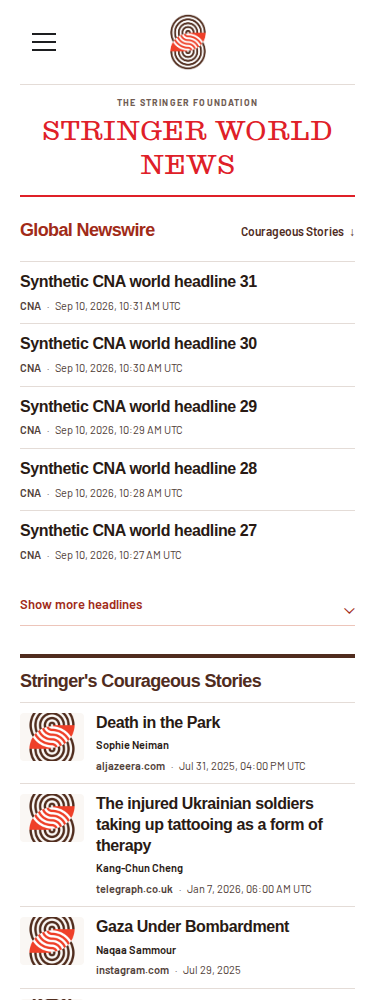 THE STRINGER FOUNDATION
STRINGER WORLD
NEWS
Global Newswire
Courageous Stories ↓
Synthetic CNA world headline 31
CNA · Sep 10, 2026, 10:31 AM UTC
Synthetic CNA world headline 30
CNA · Sep 10, 2026, 10:30 AM UTC
Synthetic CNA world headline 29
CNA · Sep 10, 2026, 10:29 AM UTC
Synthetic CNA world headline 28
CNA · Sep 10, 2026, 10:28 AM UTC
Synthetic CNA world headline 27
CNA · Sep 10, 2026, 10:27 AM UTC
Show more headlines
Stringer's Courageous Stories
Death in the Park
Sophie Neiman
aljazeera.com · Jul 31, 2025, 04:00 PM UTC
The injured Ukrainian soldiers
taking up tattooing as a form of
therapy
Kang-Chun Cheng
telegraph.co.uk · Jan 7, 2026, 06:00 AM UTC
Gaza Under Bombardment
Naqaa Sammour
instagram.com · Jul 29, 2025